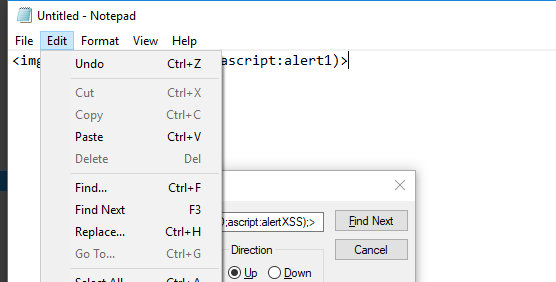 Untitled - Notepad
File Edit Format View Help
<img ascript:alert1)>
Undo Ctrl+Z
Cut Ctrl+X
Copy Ctrl+C
Paste Ctrl+V
Delete Del
Find... Ctrl+F
Find Next F3
Replace... Ctrl+H
Go To... Ctrl+G
Select All Ctrl+A
;ascript:alertXSS);> Find Next
Cancel
Direction
Up Down